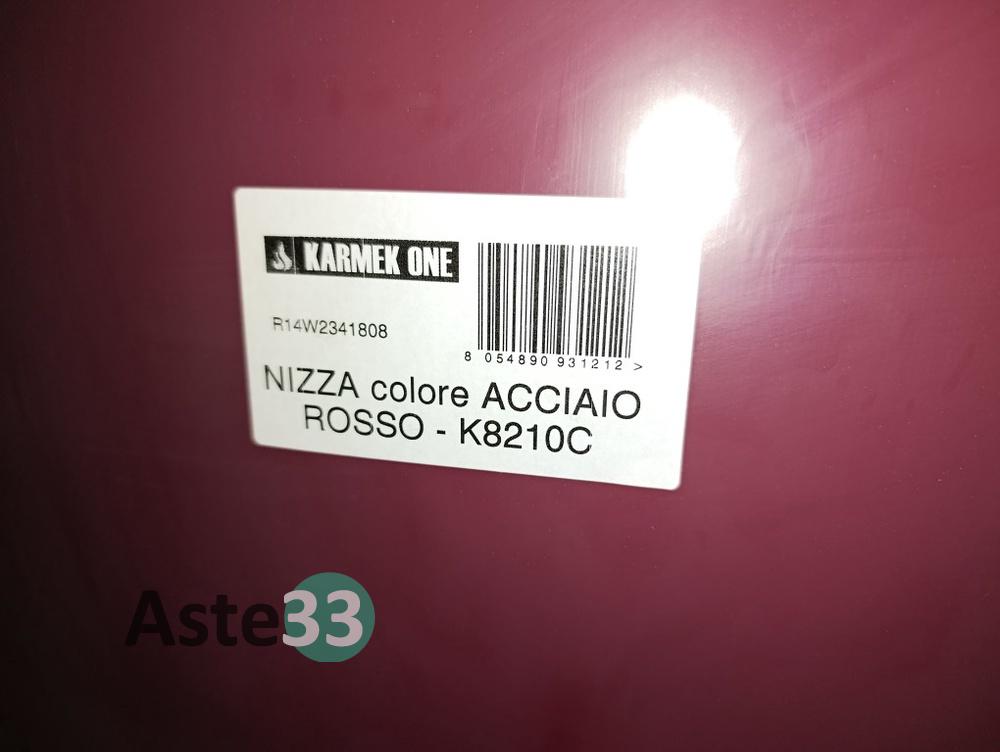 KARMEK ONE
R14W2341808
8 054890 931212 >
NIZZA colore ACCIAIO
ROSSO - K8210C
Aste33